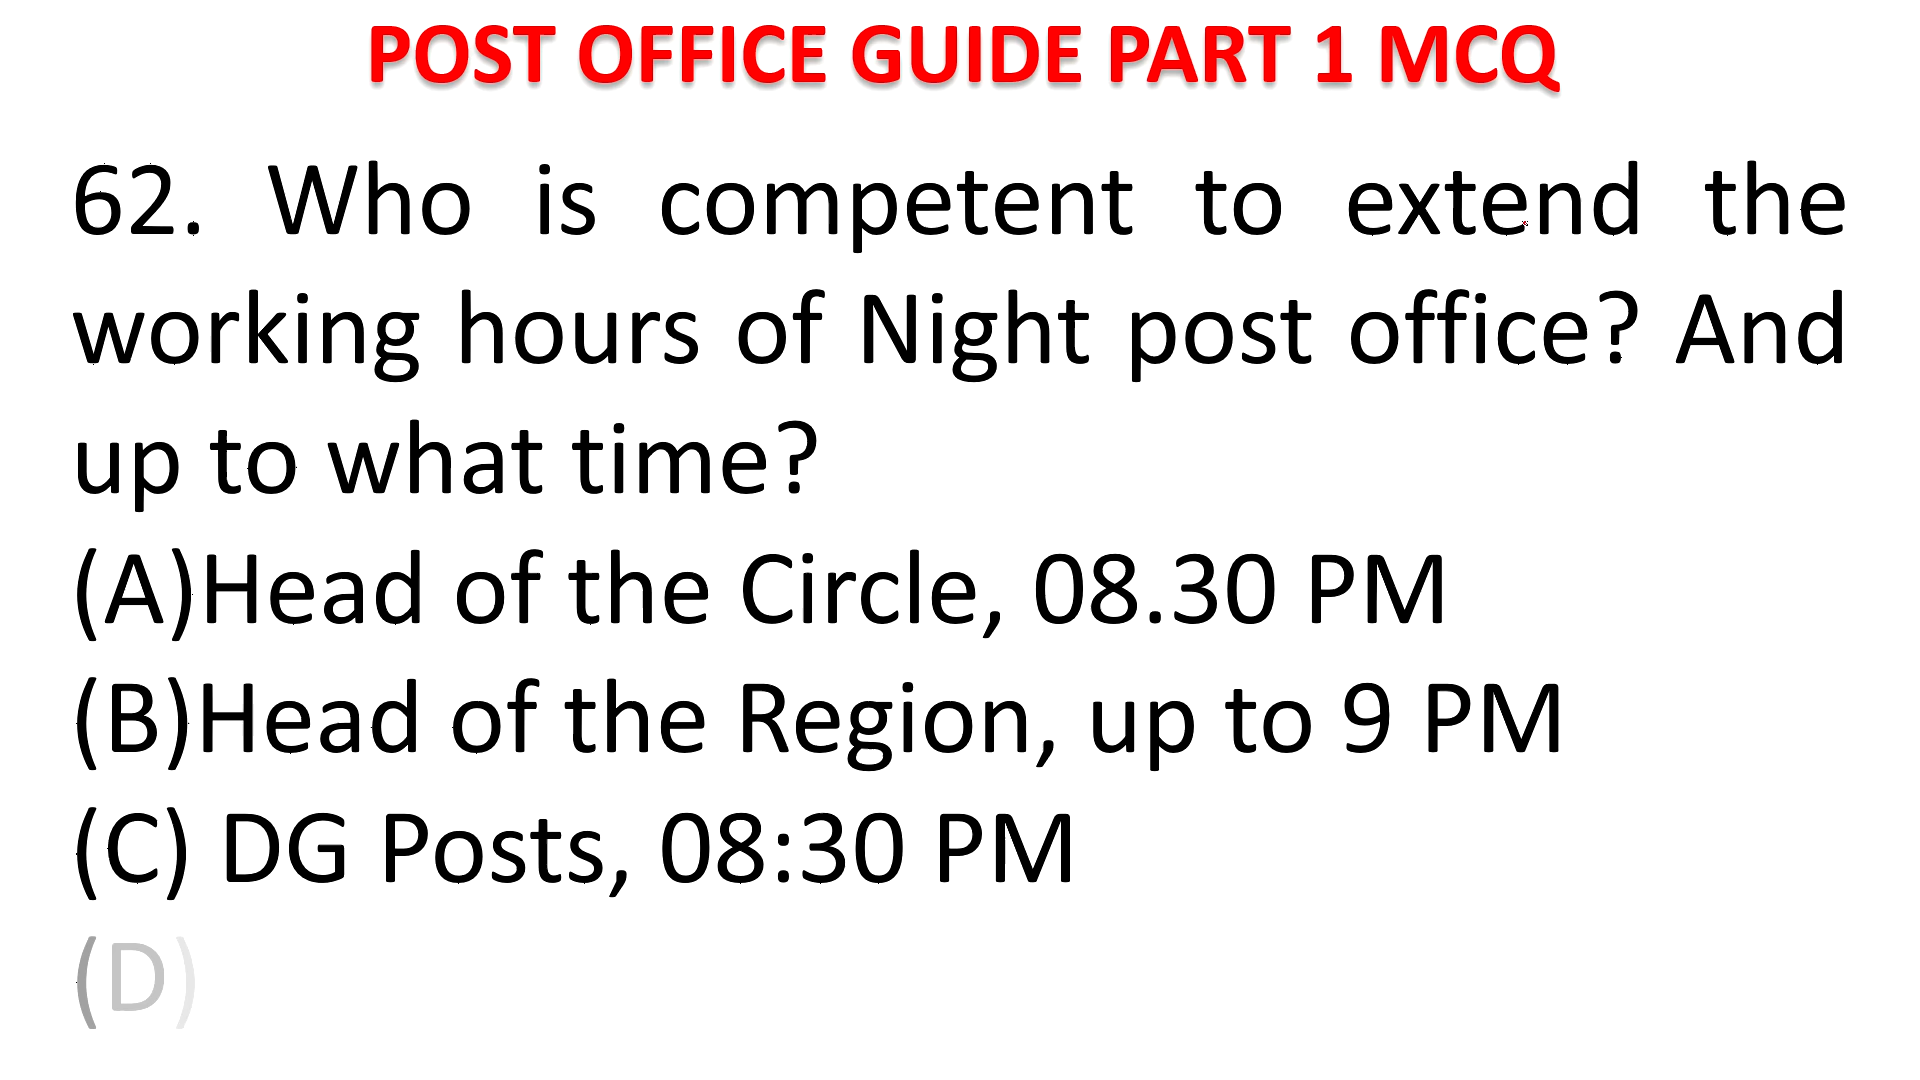 POST OFFICE GUIDE PART 1 MCQ
62. Who is competent to extend the
working hours of Night post office? And
up to what time?
(A)Head of the Circle, 08.30 PM
(B)Head of the Region, up to 9 PM
(C) DG Posts, 08:30 PM
(D)